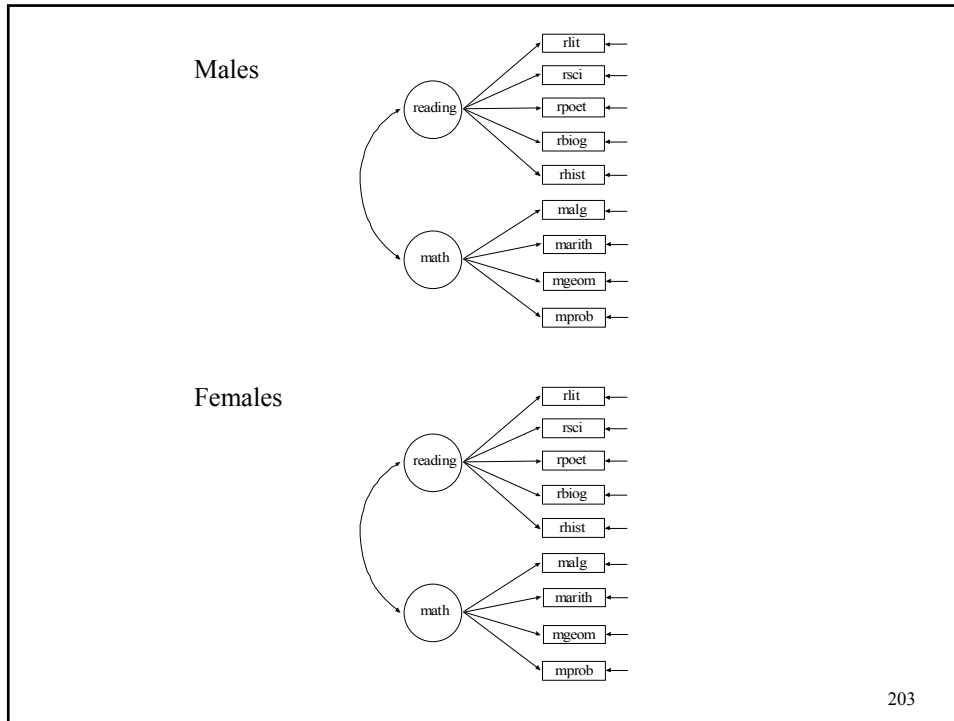 Males
rlit
rsci
reading
rpoet
rbiog
rhist
malg
marith
math
mgeom
mprob
Females
rlit
rsci
reading
rpoet
rbiog
rhist
malg
marith
math
mgeom
mprob
203